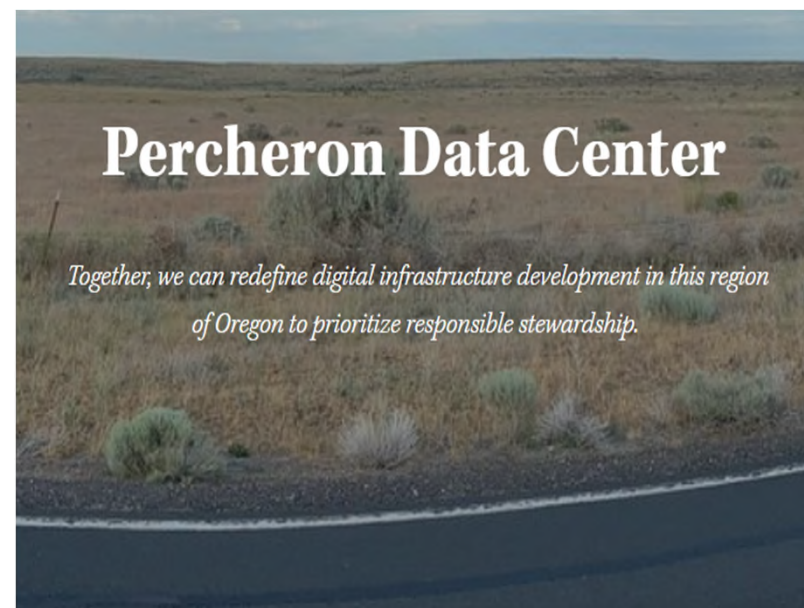 Percheron Data Center
Together, we can redefine digital infrastructure development in this region
of Oregon to prioritize responsible stewardship.